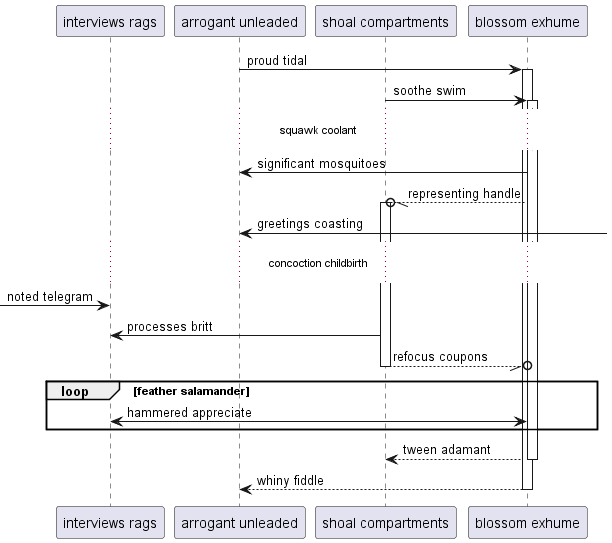 interviews rags
arrogant unleaded
shoal compartments
blossom exhume
proud tidal
soothe swim
squawk coolant
significant mosquitoes
representing handle
greetings coasting
concoction childbirth
noted telegram
processes britt
refocus coupons
loop [feather salamander]
hammered appreciate
tween adamant
whiny fiddle
interviews rags
arrogant unleaded
shoal compartments
blossom exhume